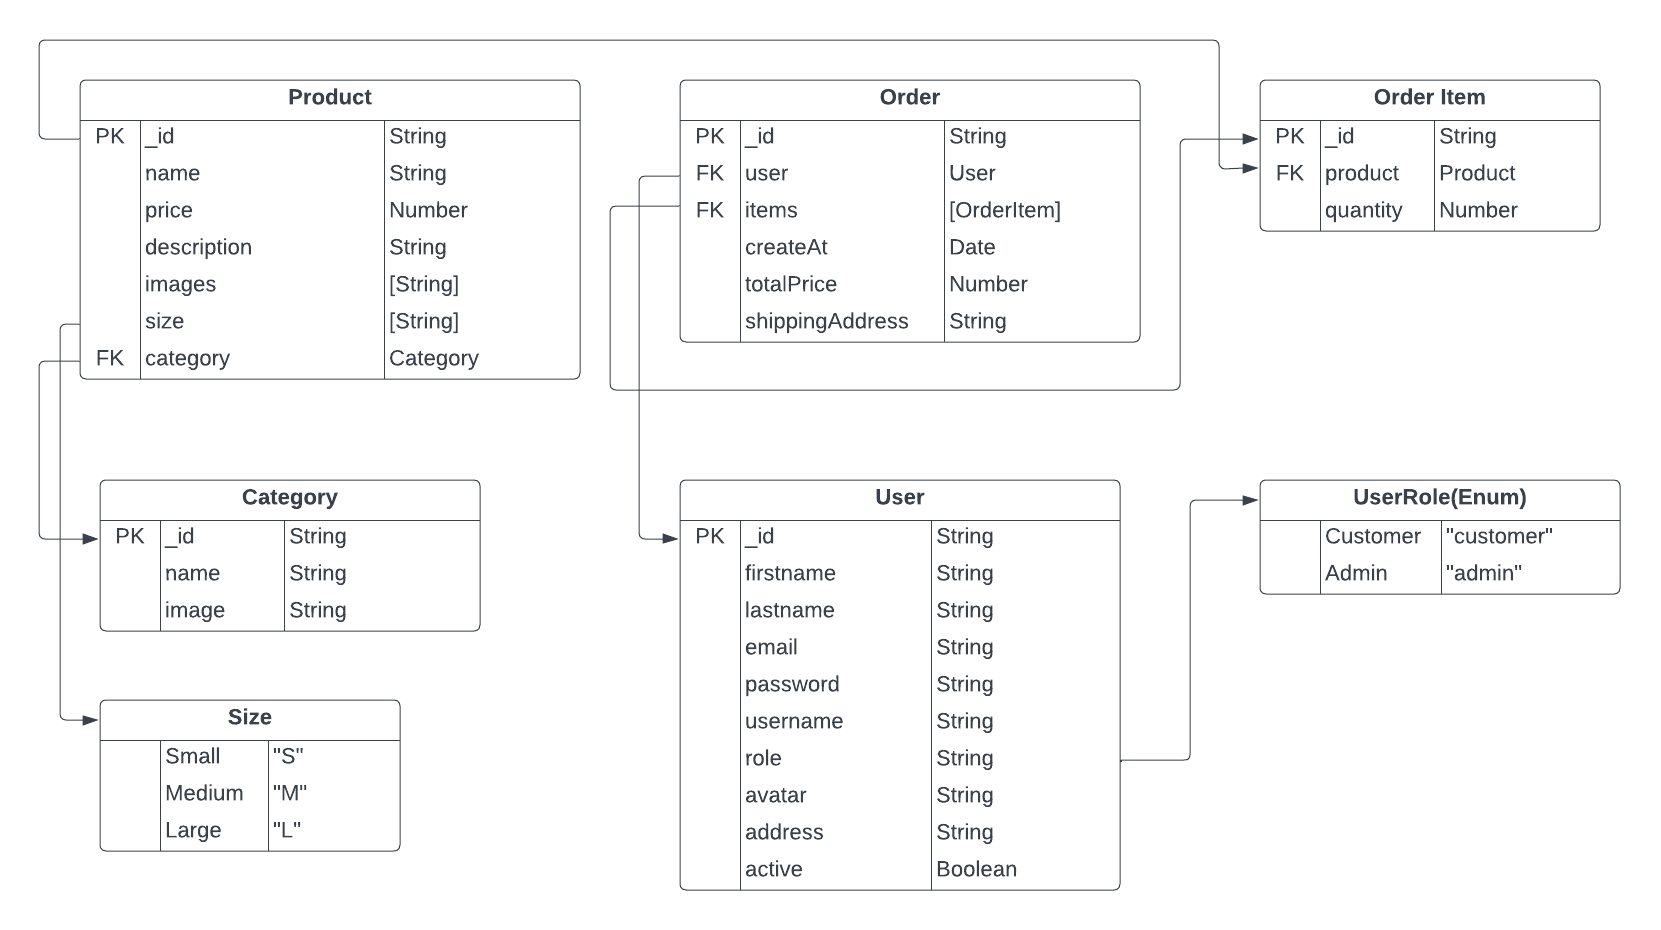 Product
PK _id String
name String
price Number
description String
images [String]
size [String]
FK category Category
Order
PK _id String
FK user User
FK items [OrderItem]
createAt Date
totalPrice Number
shippingAddress String
Order Item
PK _id String
FK product Product
quantity Number
Category
PK _id String
name String
image String
User
PK _id String
firstname String
lastname String
email String
password String
username String
role String
avatar String
address String
active Boolean
UserRole(Enum)
Customer "customer"
Admin "admin"
Size
Small "S"
Medium "M"
Large "L"